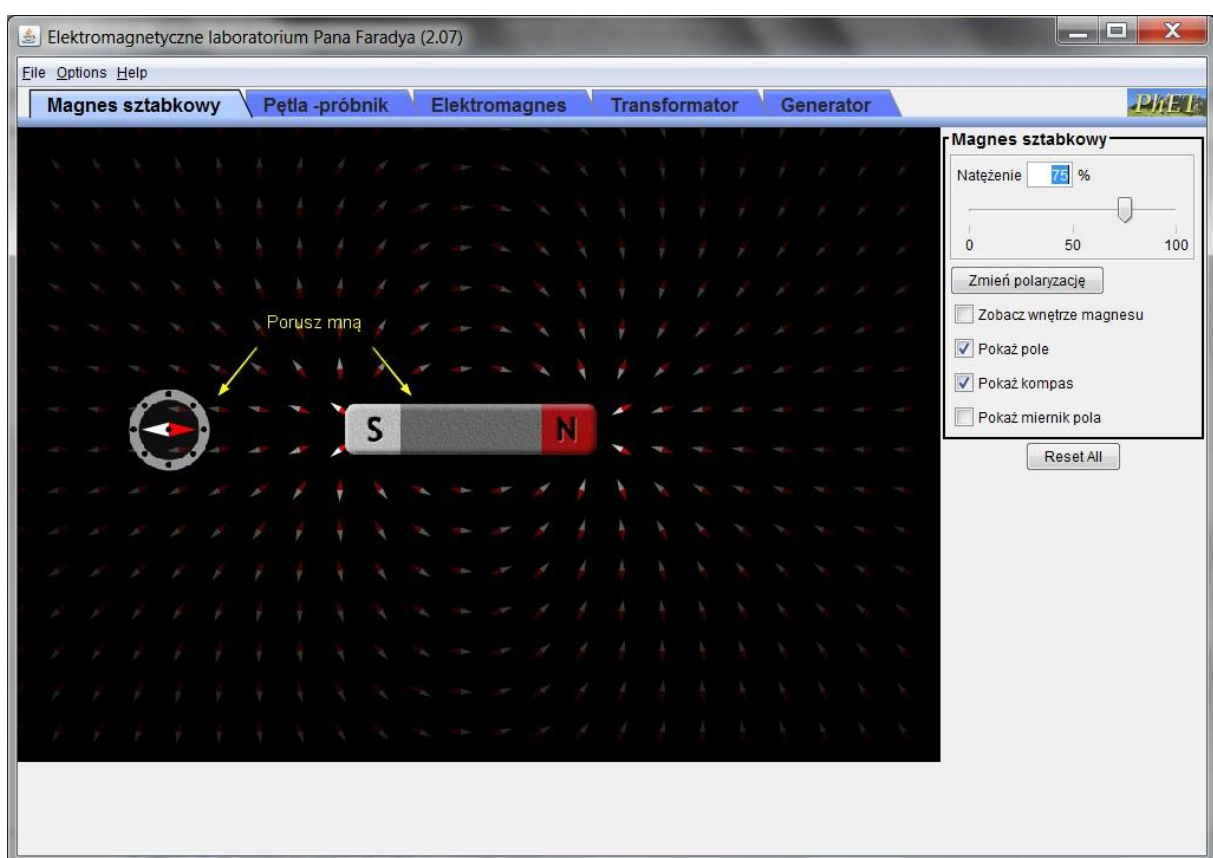 Elektromagnetyczne laboratorium Pana Faradya (2.07)
File Options Help
Magnes sztabkowy Pętla -próbnik Elektromagnes Transformator Generator PhET
Magnes sztabkowy
Natężenie 75 %
0 50 100
Zmień polaryzację
Zobacz wnętrze magnesu
Pokaż pole
Pokaż kompas
Pokaż miernik pola
Reset All
Porusz mną
S N